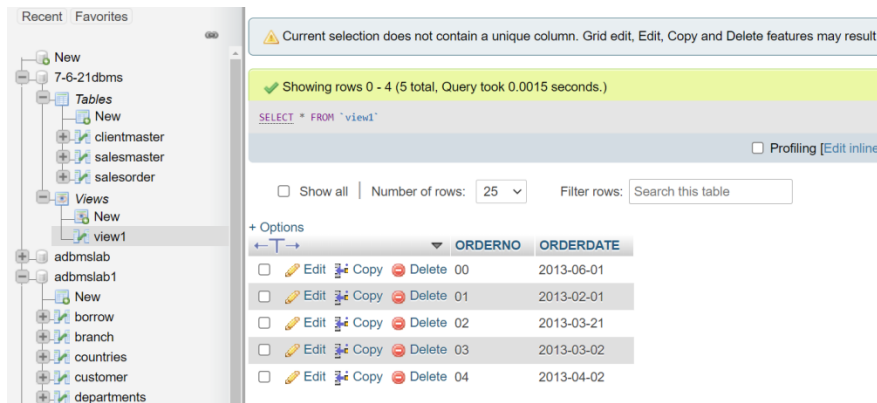 Recent Favorites
New
7-6-21dbms
Tables
New
clientmaster
salesmaster
salesorder
Views
New
view1
adbmslab
adbmslab1
New
borrow
branch
countries
customer
departments
Current selection does not contain a unique column. Grid edit, Edit, Copy and Delete features may result
Showing rows 0 - 4 (5 total, Query took 0.0015 seconds.)
SELECT * FROM `view1`
Profiling [Edit inline
Show all Number of rows: 25 Filter rows: Search this table
+ Options
←T→ ORDERNO ORDERDATE
Edit Copy Delete 00 2013-06-01
Edit Copy Delete 01 2013-02-01
Edit Copy Delete 02 2013-03-21
Edit Copy Delete 03 2013-03-02
Edit Copy Delete 04 2013-04-02